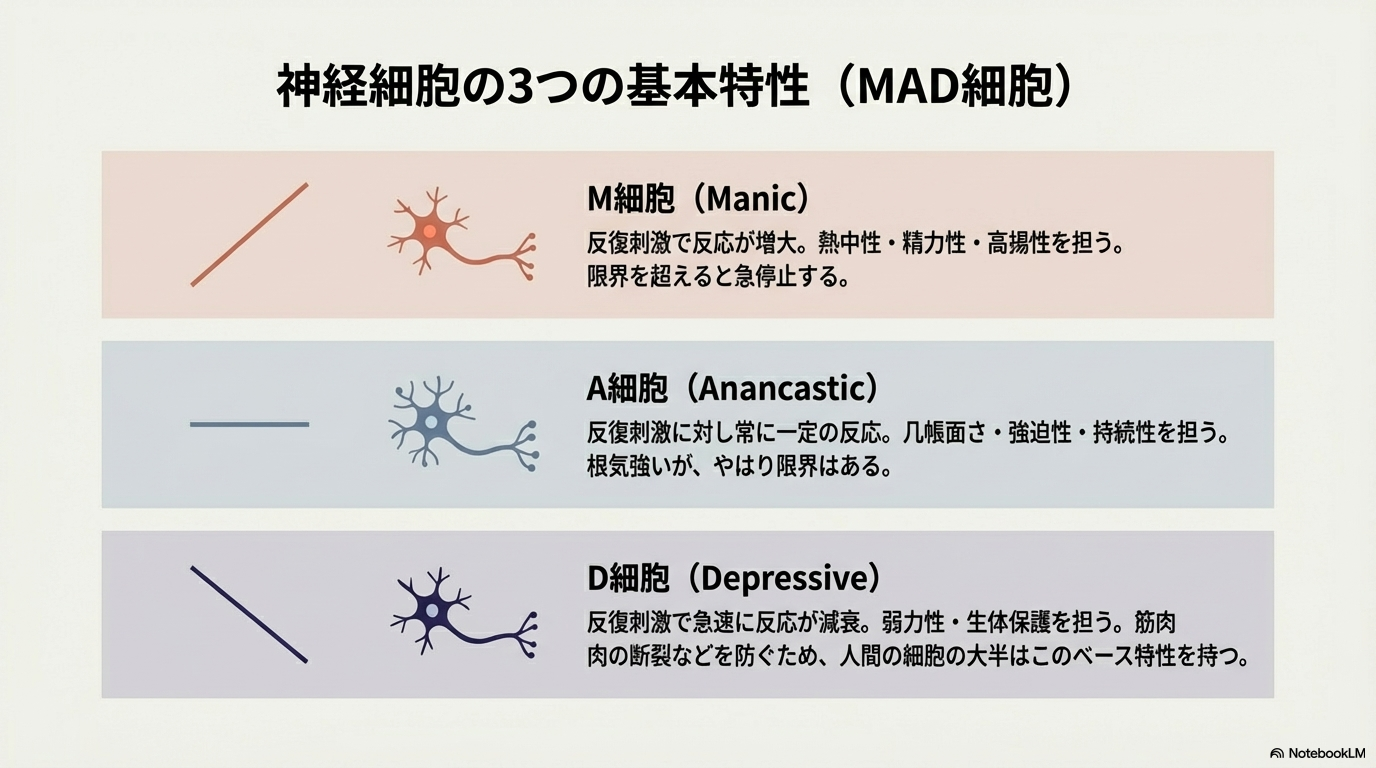 神経細胞の3つの基本特性（MAD細胞）
M細胞（Manic）
反復刺激で反応が増大。熱中性・精力性・高揚性を担う。
限界を超えると急停止する。
A細胞（Anancastic）
反復刺激に対し常に一定の反応。几帳面さ・強迫性・持続性を担う。
根気強いが、やはり限界はある。
D細胞（Depressive）
反復刺激で急速に反応が減衰。弱力性・生体保護を担う。筋肉
肉の断裂などを防ぐため、人間の細胞の大半はこのベース特性を持つ。
NotebookLM